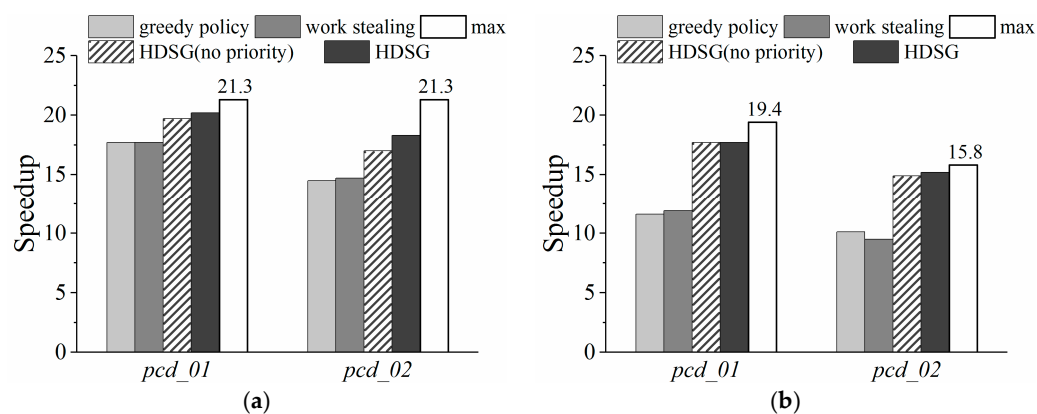 greedy policy work stealing max
HDSG(no priority) HDSG
Speedup
25
20
15
10
5
0
21.3
21.3
pcd_01 pcd_02
(a)
greedy policy work stealing max
HDSG(no priority) HDSG
Speedup
25
20
15
10
5
0
19.4
15.8
pcd_01 pcd_02
(b)